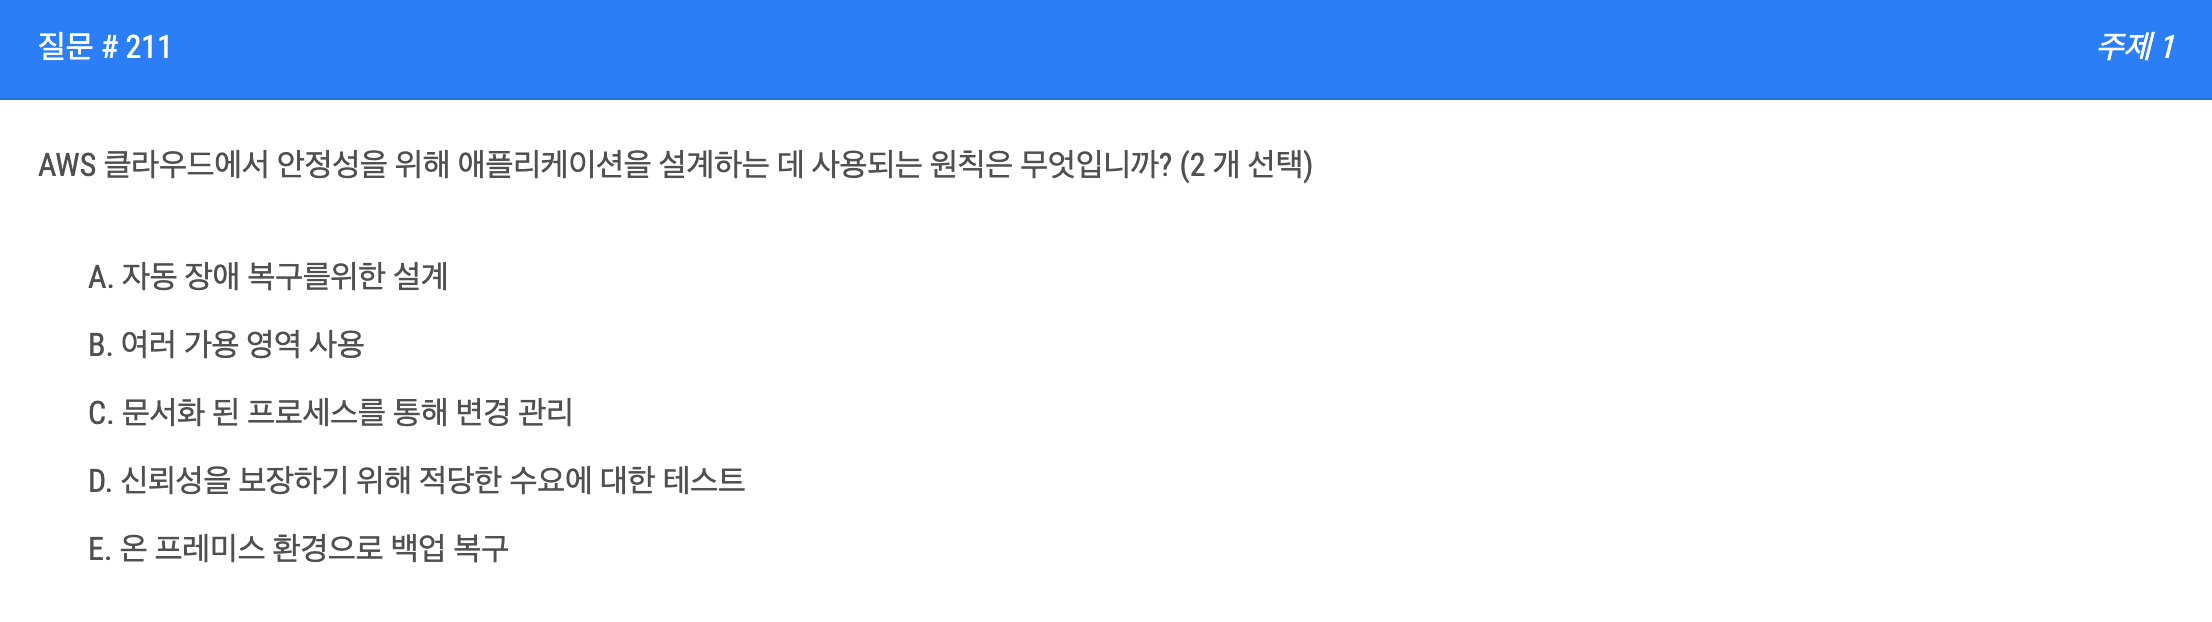 질문 # 211
주제 1
AWS 클라우드에서 안정성을 위해 애플리케이션을 설계하는 데 사용되는 원칙은 무엇입니까? (2 개 선택)
A. 자동 장애 복구를위한 설계
B. 여러 가용 영역 사용
C. 문서화 된 프로세스를 통해 변경 관리
D. 신뢰성을 보장하기 위해 적당한 수요에 대한 테스트
E. 온 프레미스 환경으로 백업 복구